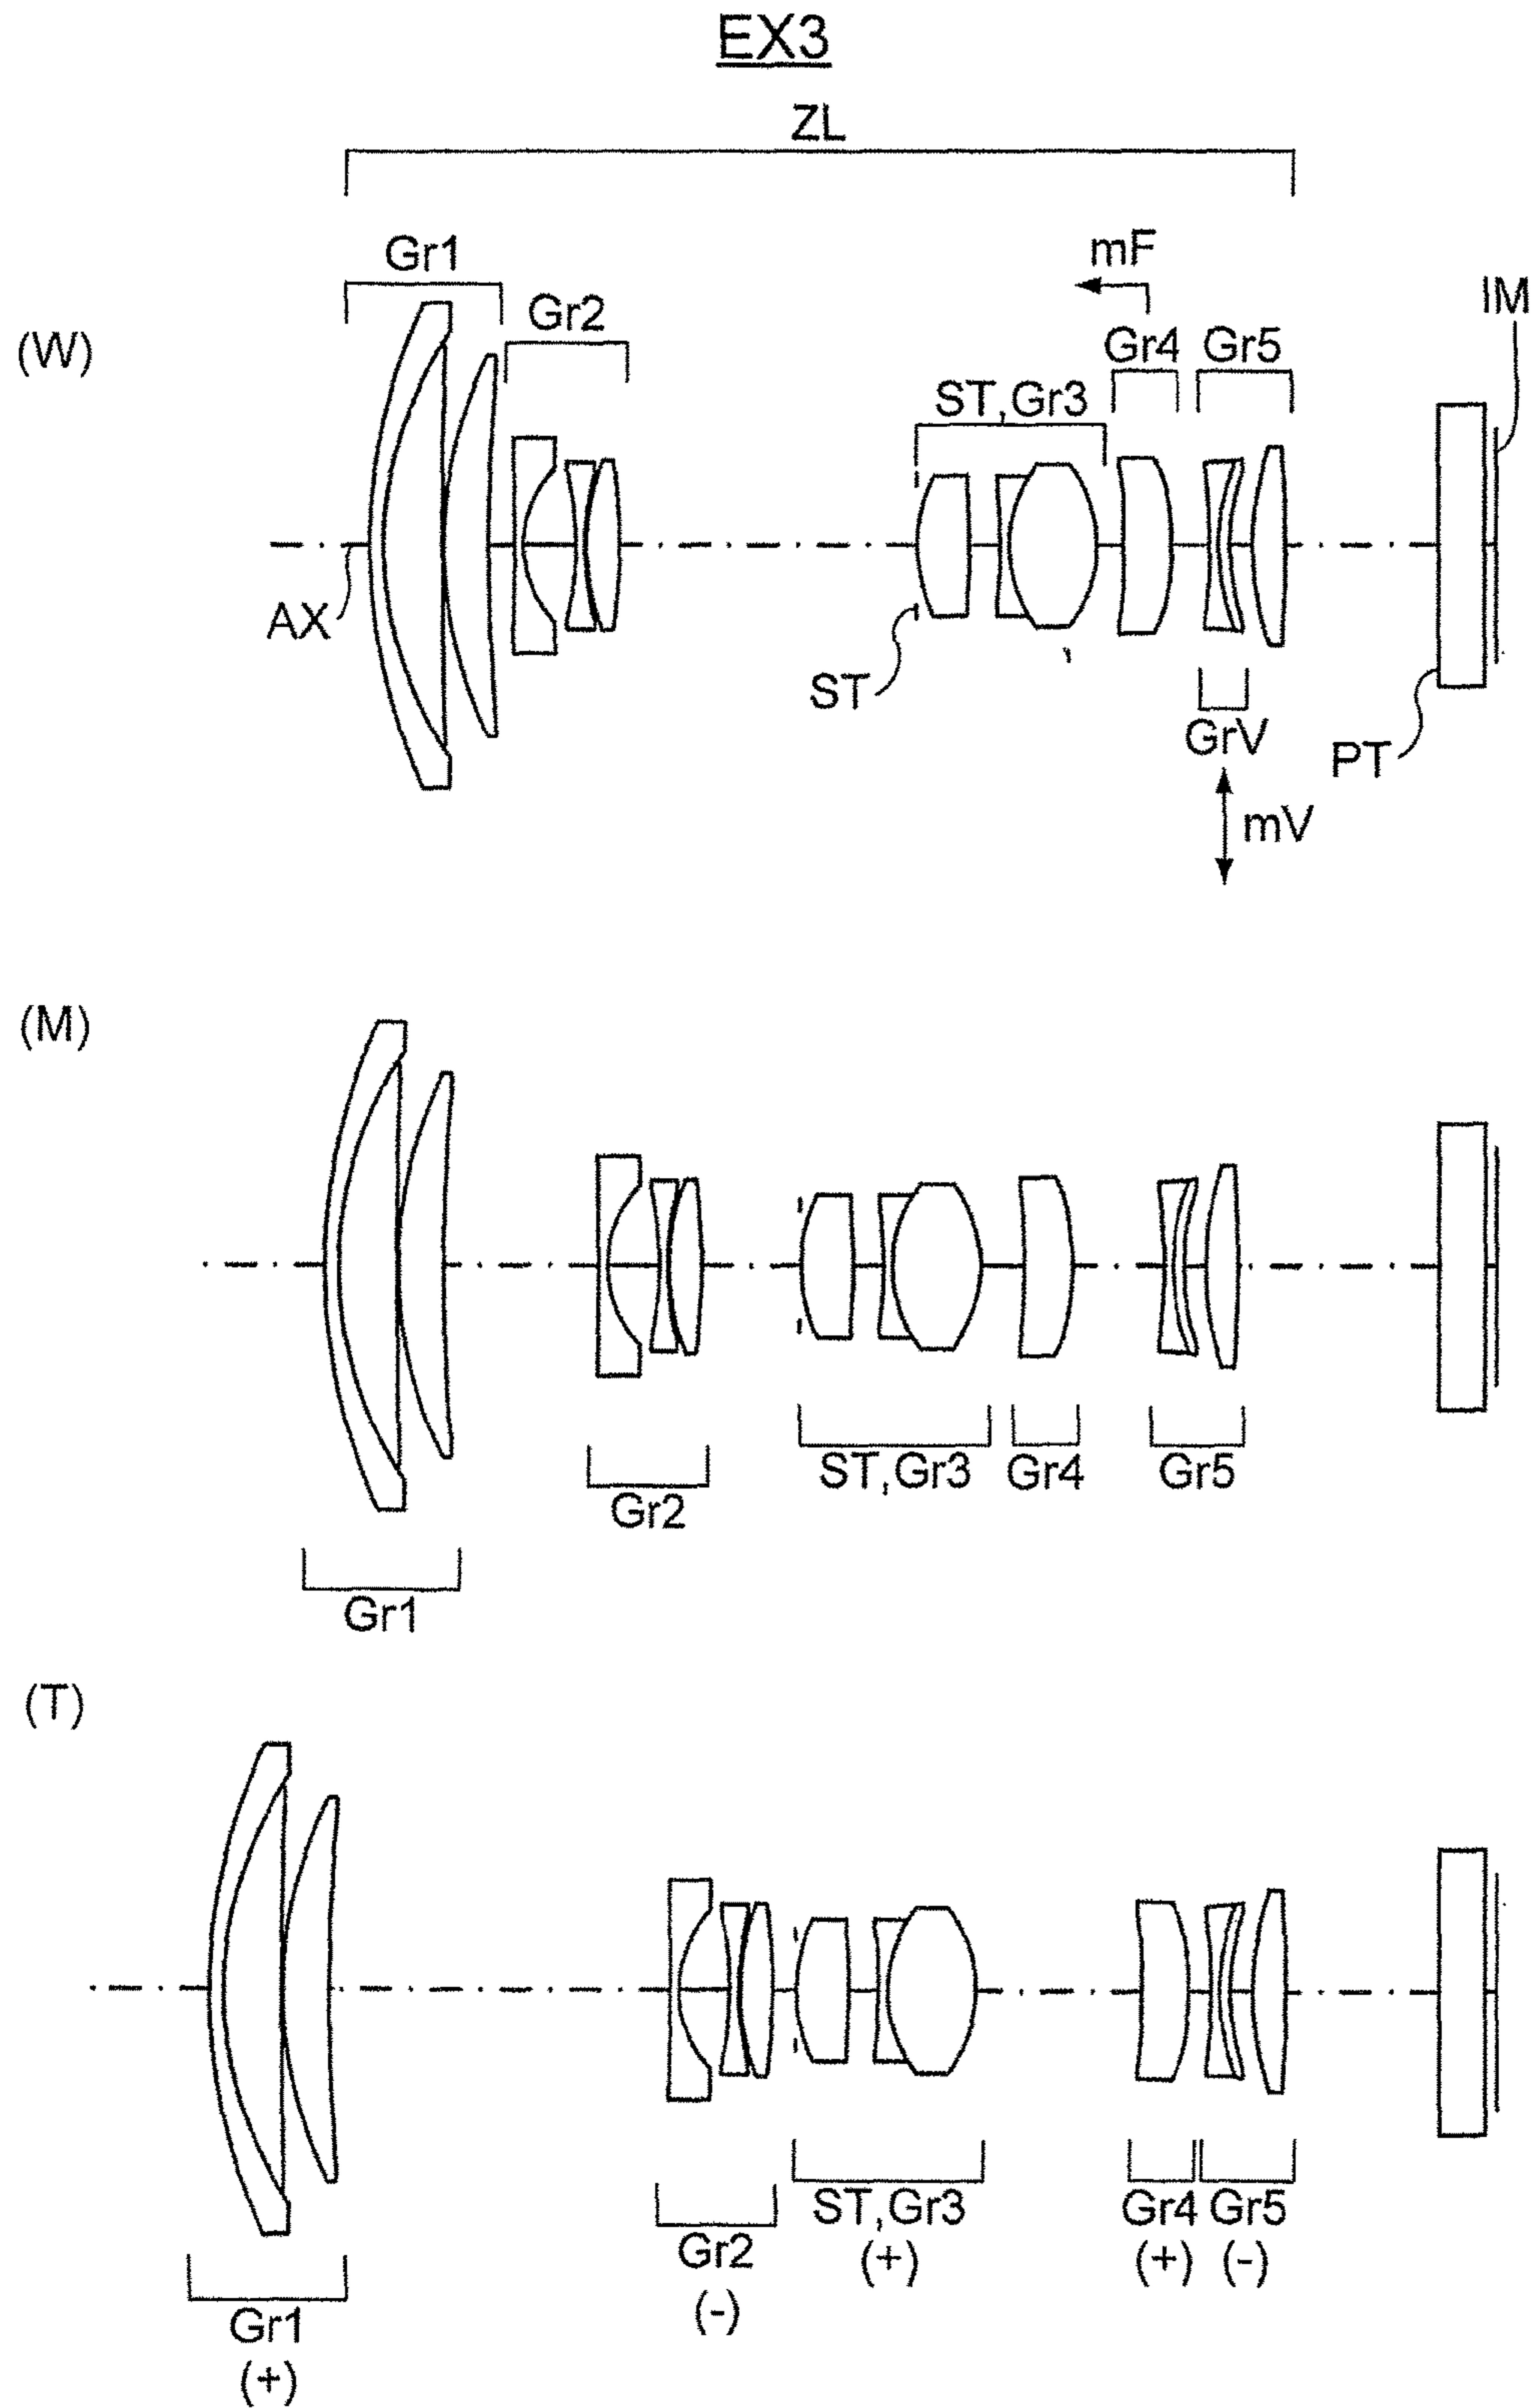 EX3
ZL
Gr1
mF
IM
Gr2
(W)
Gr4 Gr5
ST,Gr3
AX
ST
GrV
PT
mV
(M)
ST,Gr3 Gr4 Gr5
Gr2
Gr1
(T)
ST,Gr3 Gr4 Gr5
(+) (+) (-)
Gr2
(-)
Gr1
(+)